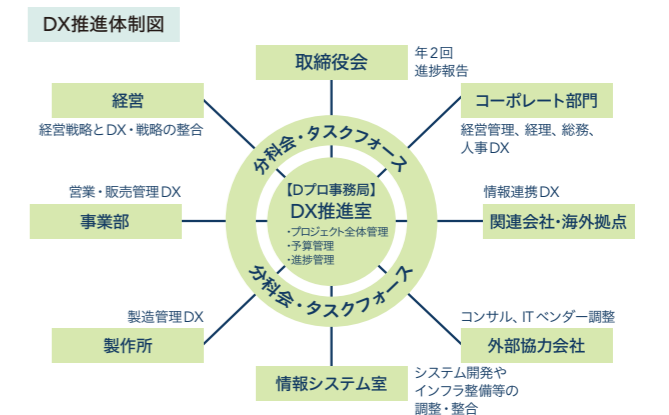 DX推進体制図
取締役会
年2回
進捗報告
経営
経営戦略とDX・戦略の整合
コーポレート部門
経営管理、経理、総務、
人事DX
分科会・タスクフォース
営業・販売管理DX
事業部
【Dプロ事務局】
DX推進室
・プロジェクト全体管理
・予算管理
・進捗管理
情報連携DX
関連会社・海外拠点
分科会・タスクフォース
製造管理DX
製作所
コンサル、ITベンダー調整
外部協力会社
情報システム室
システム開発や
インフラ整備等の
調整・整合